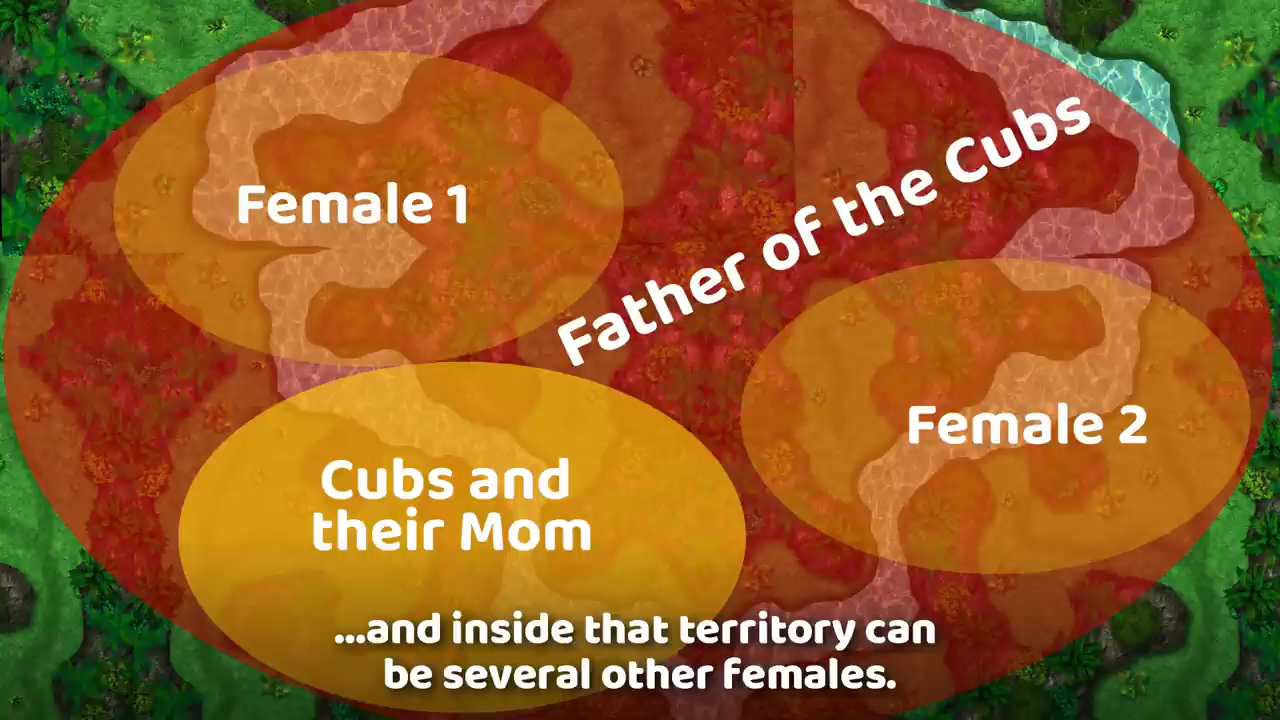 Female 1
Father of the Cubs
Female 2
Cubs and
their Mom
...and inside that territory can
be several other females.